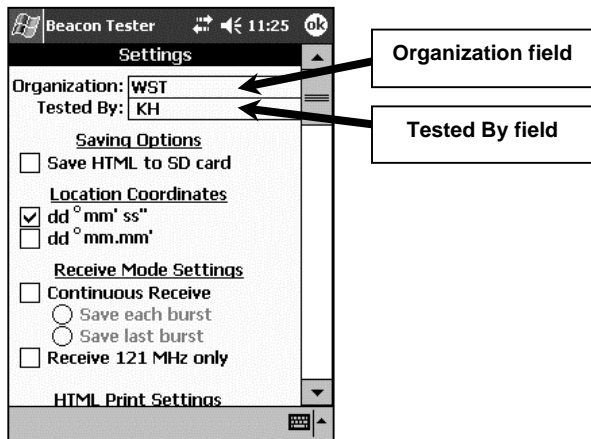 Beacon Tester 11:25 ok
Settings
Organization: WST
Tested By: KH
Saving Options
Save HTML to SD card
Location Coordinates
dd°mm' ss"
dd°mm.mm'
Receive Mode Settings
Continuous Receive
Save each burst
Save last burst
Receive 121 MHz only
HTML Print Settings
Organization field
Tested By field